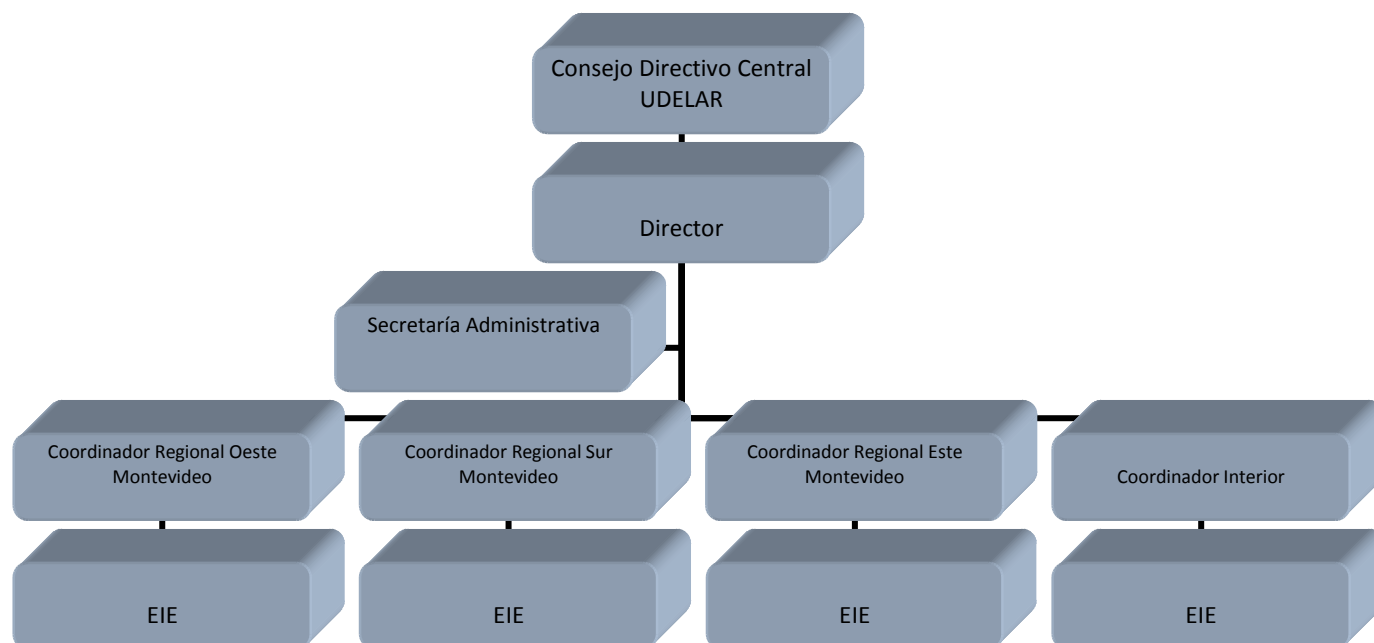 Consejo Directivo Central
UDELAR
Director
Secretaría Administrativa
Coordinador Regional Oeste
Montevideo
Coordinador Regional Sur
Montevideo
Coordinador Regional Este
Montevideo
Coordinador Interior
EIE
EIE
EIE
EIE